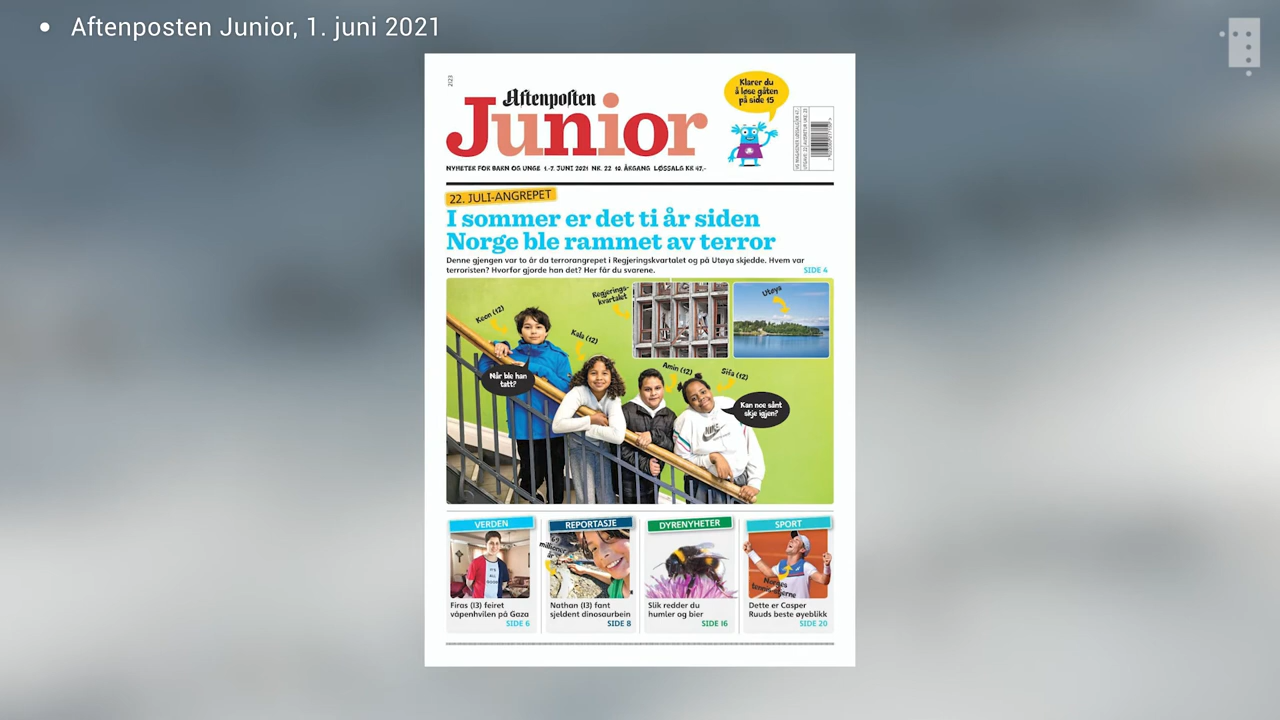 • Aftenposten Junior, 1. juni 2021
2123
Aftenposten
Junior
Klarer du
å løse gåten
på side 15
NYHETER FOR BARN OG UNGE 1.-7. JUNI 2021 NR. 22 10. ÅRGANG LØSSALG KR 47,-
22. JULI-ANGREPET
I sommer er det ti år siden
Norge ble rammet av terror
Denne gjengen var to år da terrorangrepet i Regjeringskvartalet og på Utøya skjedde. Hvem var
terroristen? Hvorfor gjorde han det? Her får du svarene.
SIDE 4
Regjerings-
kvartalet
Utøya
Keon (12)
Kala (12)
Amin (12)
Sifa (12)
Når ble han
tatt?
Kan noe sånt
skje igjen?
VERDEN
Firas (13) feiret
våpenhvilen på Gaza
SIDE 6
REPORTASJE
Nathan (13) fant
sjeldent dinosaurbein
SIDE 8
DYRENYHETER
Slik redder du
humler og bier
SIDE 16
SPORT
Dette er Casper
Ruuds beste øyeblikk
SIDE 20